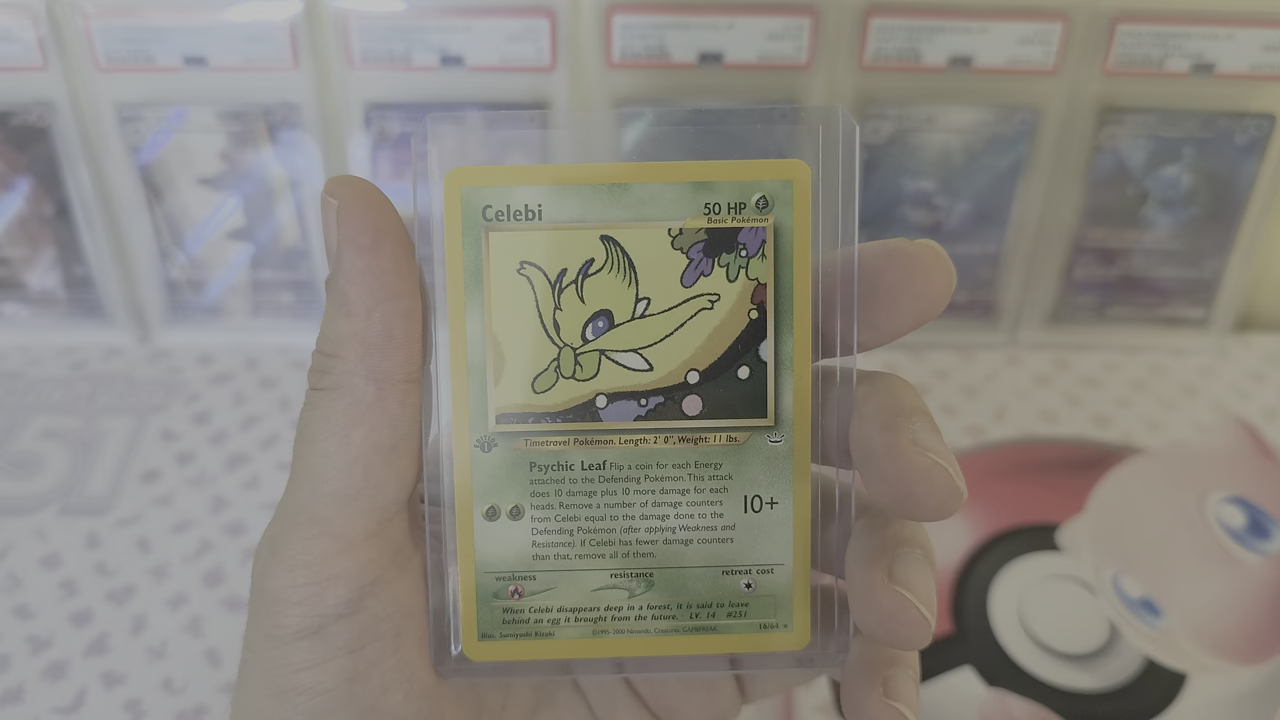 Celebi
50 HP
Basic Pokémon
1
Timetravel Pokémon. Length: 2' 0", Weight: 11 lbs.
Psychic Leaf Flip a coin for each Energy
attached to the Defending Pokémon. This attack
does 10 damage plus 10 more damage for each
heads. Remove a number of damage counters
from Celebi equal to the damage done to the
Defending Pokémon (after applying Weakness and
Resistance). If Celebi has fewer damage counters
than that, remove all of them.
10+
weakness
resistance
retreat cost
When Celebi disappears deep in a forest, it is said to leave
behind an egg it brought from the future. LV. 14 #251
Illus. Sumiyoshi Kizuki
©1995-2000 Nintendo, Creatures, GAMEFREAK.
16/64 ★